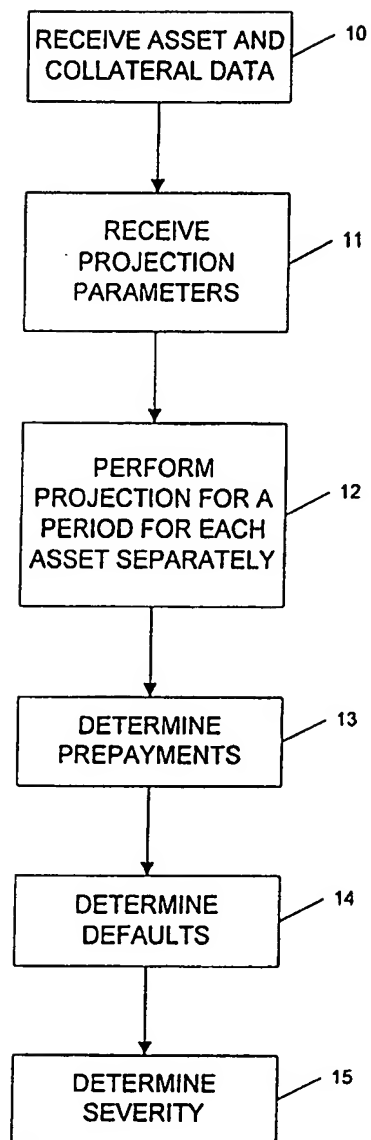 RECEIVE ASSET AND
COLLATERAL DATA
10
RECEIVE
PROJECTION
PARAMETERS
11
PERFORM
PROJECTION FOR A
PERIOD FOR EACH
ASSET SEPARATELY
12
DETERMINE
PREPAYMENTS
13
DETERMINE
DEFAULTS
14
DETERMINE
SEVERITY
15